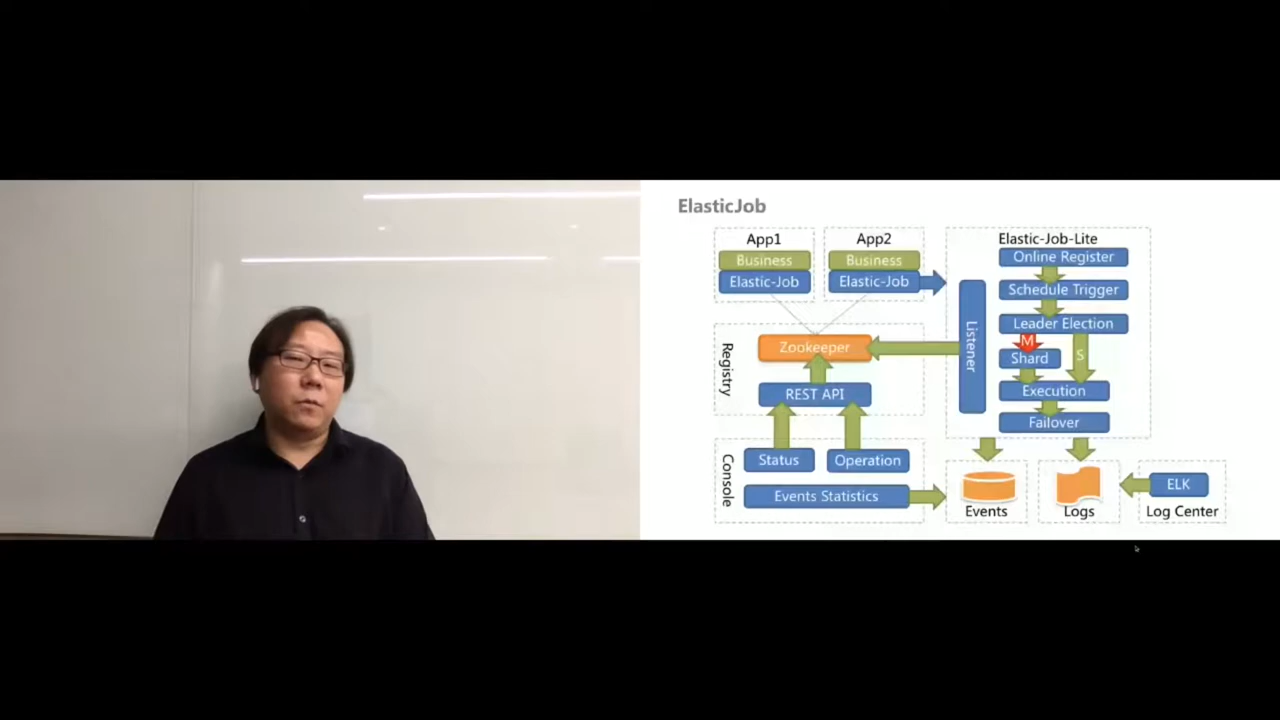 ElasticJob
App1
Business
Elastic-Job
App2
Business
Elastic-Job
Elastic-Job-Lite
Online Register
Schedule Trigger
Leader Election
M
S
Shard
Execution
Failover
Listener
Registry
Zookeeper
REST API
Console
Status
Operation
Events Statistics
Events
Logs
ELK
Log Center